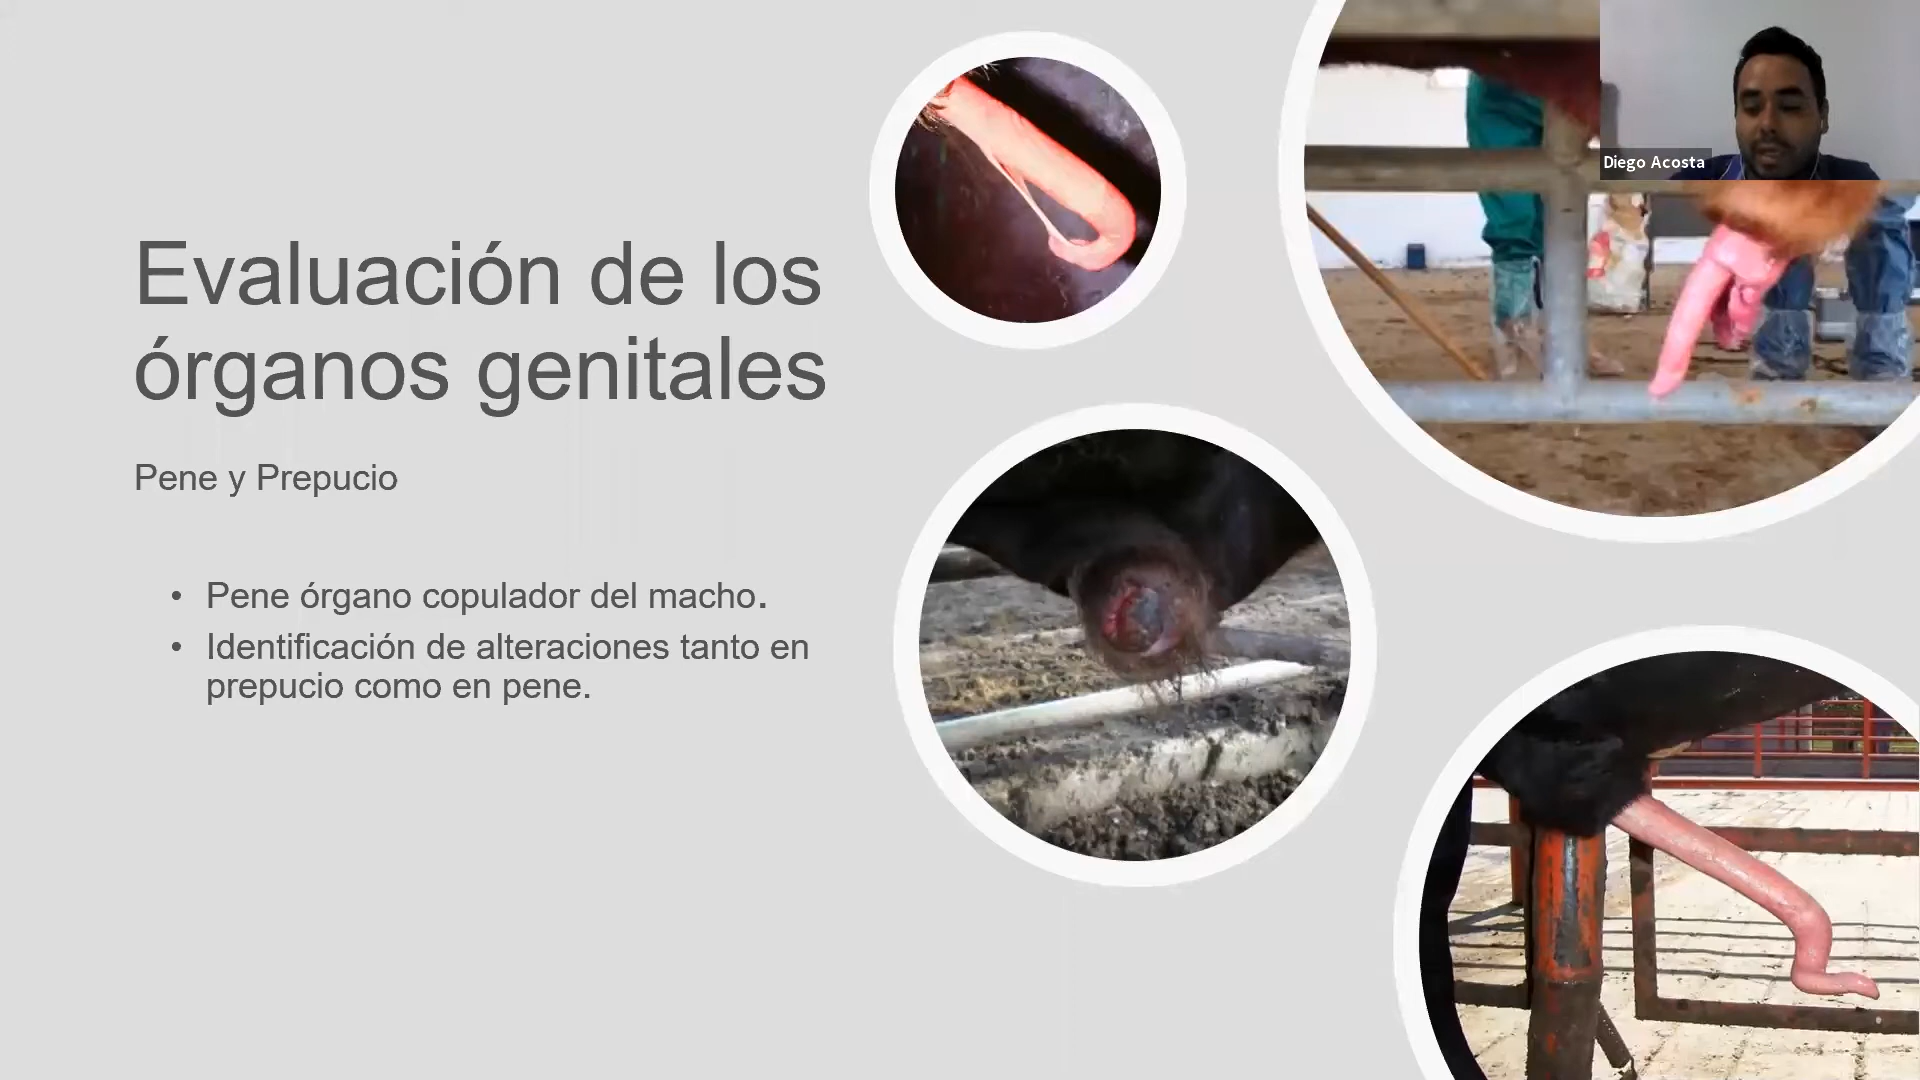 Diego Acosta
Evaluación de los
órganos genitales
Pene y Prepucio
• Pene órgano copulador del macho.
• Identificación de alteraciones tanto en
prepucio como en pene.